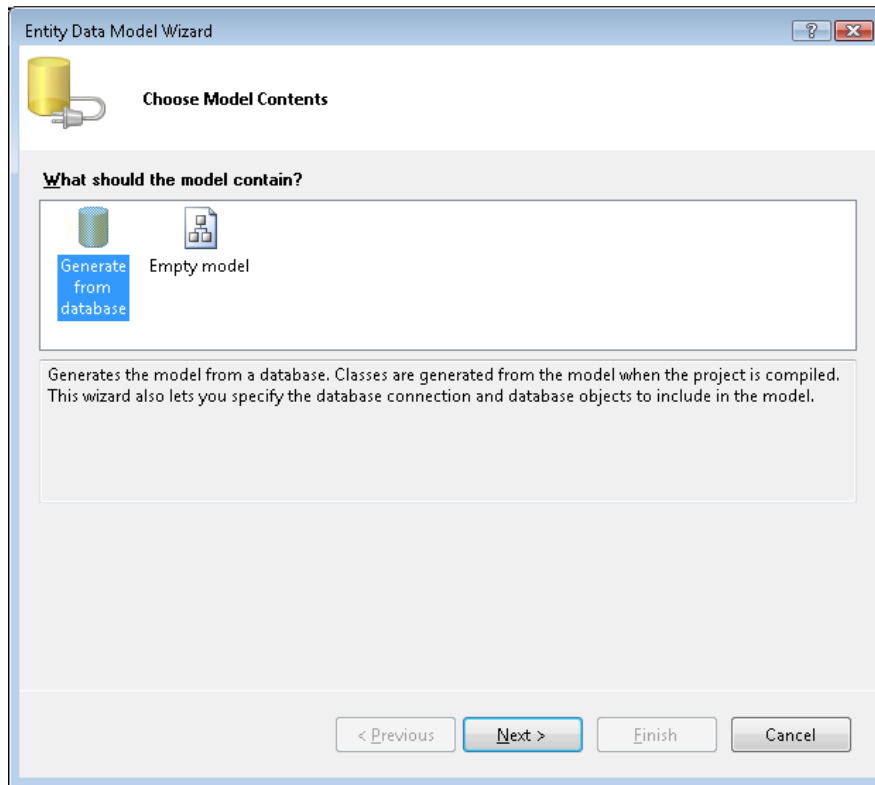 Entity Data Model Wizard
?
Choose Model Contents
What should the model contain?
Generate
from
database
Empty model
Generates the model from a database. Classes are generated from the model when the project is compiled.
This wizard also lets you specify the database connection and database objects to include in the model.
< Previous
Next >
Finish
Cancel